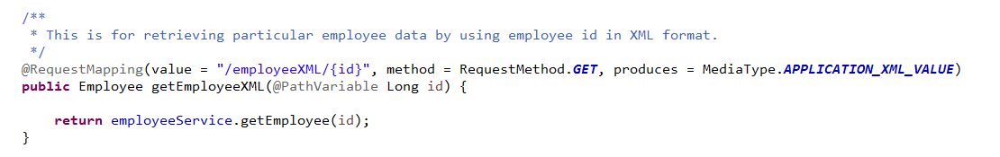 /**
 * This is for retrieving particular employee data by using employee id in XML format.
 */
@RequestMapping(value = "/employeeXML/{id}", method = RequestMethod.GET, produces = MediaType.APPLICATION_XML_VALUE)
public Employee getEmployeeXML(@PathVariable Long id) {
    return employeeService.getEmployee(id);
}